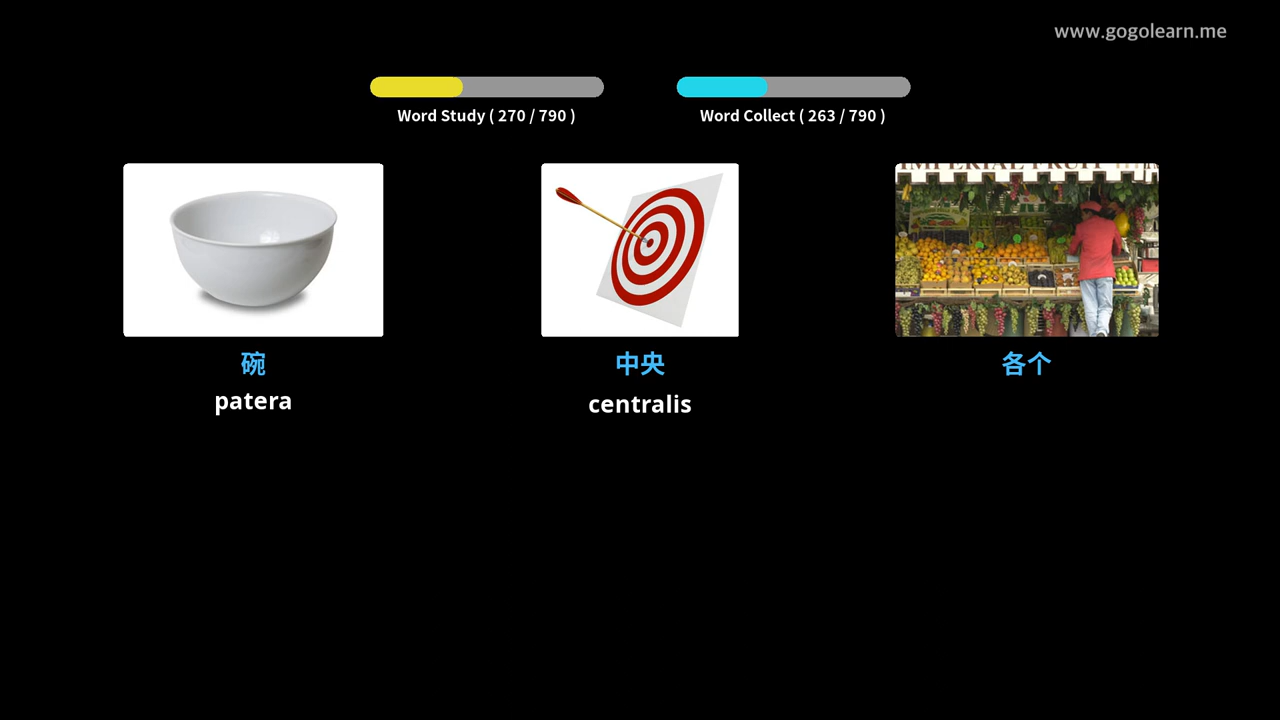 www.gogolearn.me
Word Study ( 270 / 790 )
Word Collect ( 263 / 790 )
碗
patera
中央
centralis
各个